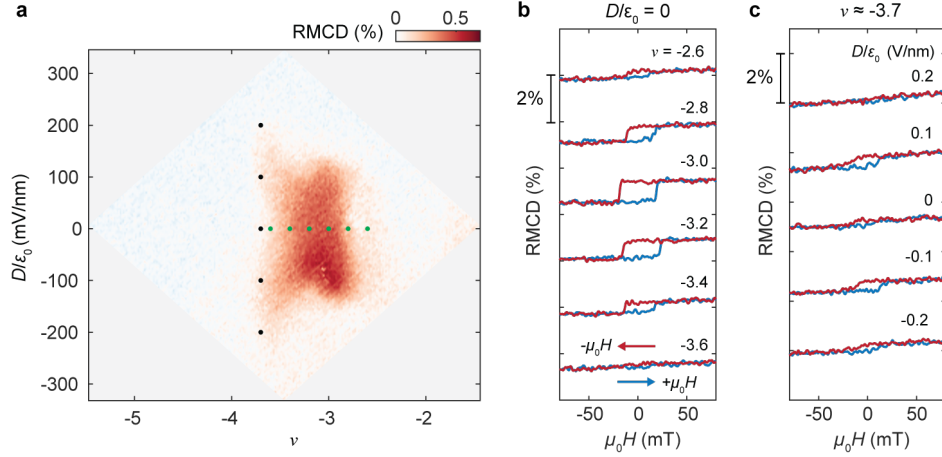 a
RMCD (%)
0
0.5
D/ε₀ (mV/nm)
300
200
100
0
-100
-200
-300
-5
-4
-3
-2
ν
b
D/ε₀ = 0
2%
RMCD (%)
ν = -2.6
-2.8
-3.0
-3.2
-3.4
-3.6
-μ₀H
+μ₀H
-50
0
50
μ₀H (mT)
c
ν ≈ -3.7
2%
RMCD (%)
D/ε₀ (V/nm)
0.2
0.1
0
-0.1
-0.2
-50
0
50
μ₀H (mT)